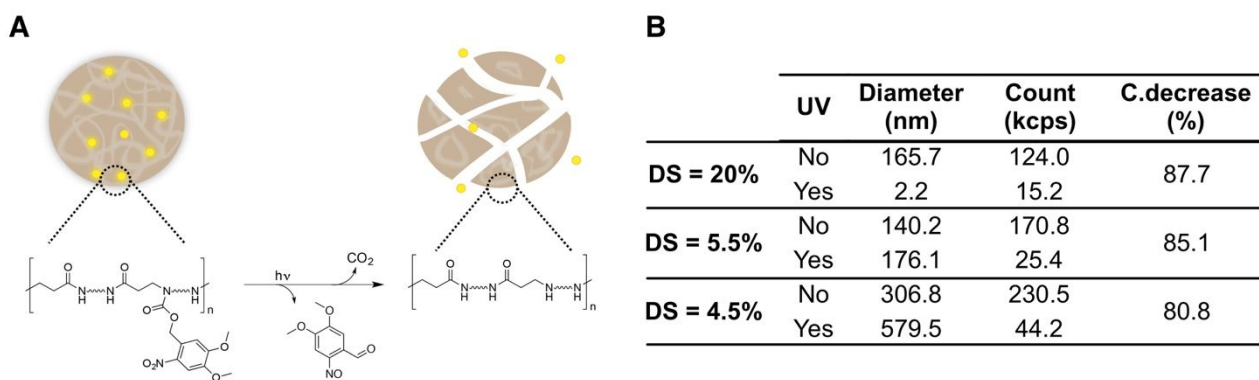 A
B
UV Diameter (nm) Count (kcps) C.decrease (%)
DS = 20% No 165.7 124.0 87.7
Yes 2.2 15.2
DS = 5.5% No 140.2 170.8 85.1
Yes 176.1 25.4
DS = 4.5% No 306.8 230.5 80.8
Yes 579.5 44.2
O O
N H N H N N H n
O O
O₂N O
O
hν CO₂
O
O O
NO
O O
N H N H N H N H n